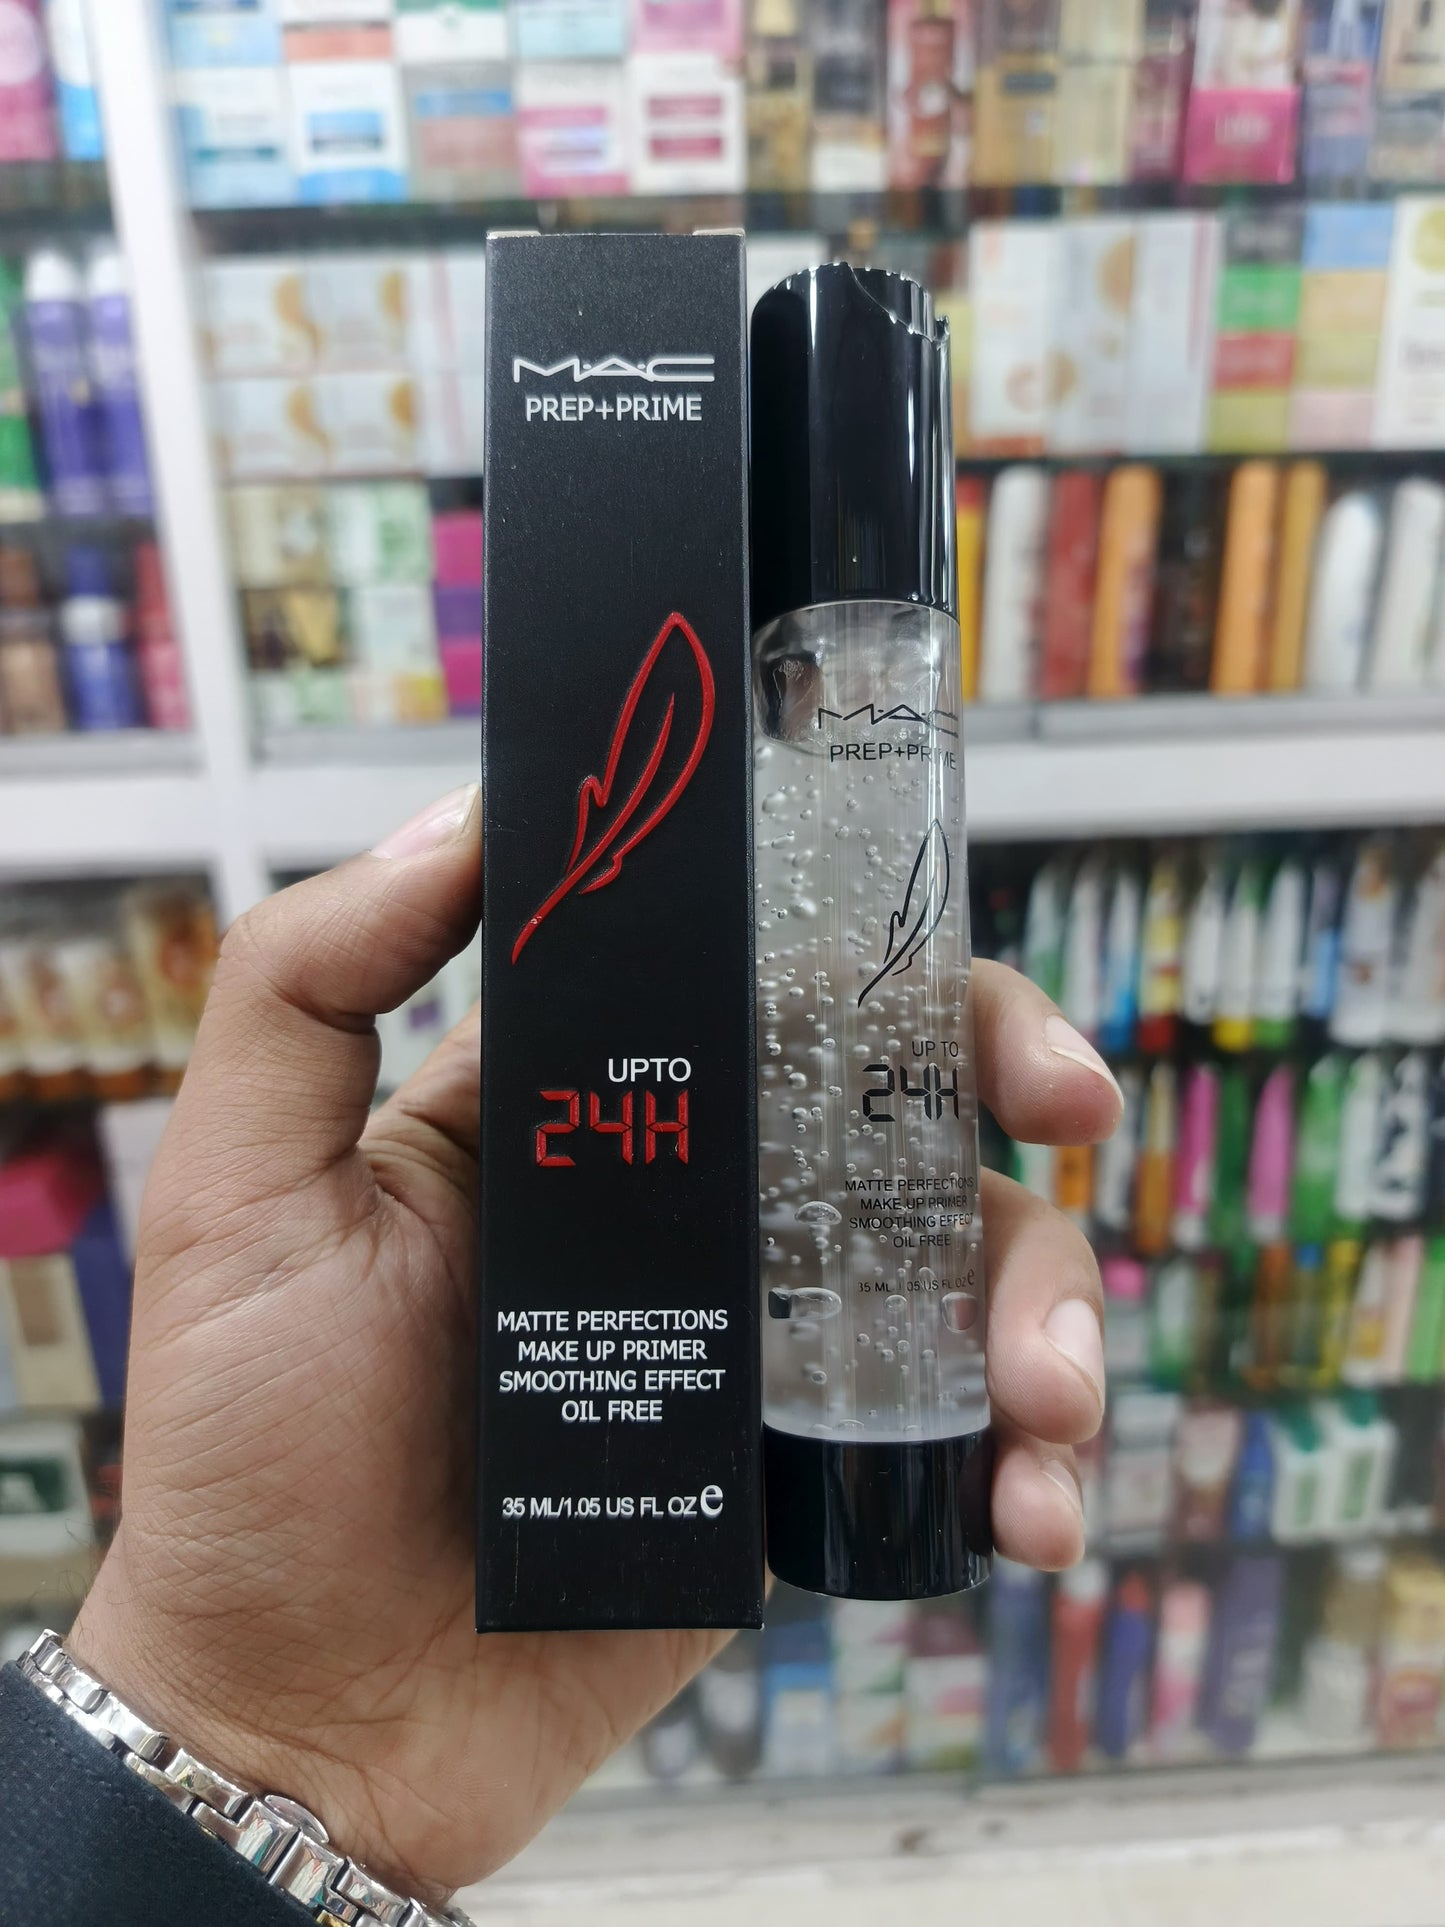 M·A·C
PREP+PRIME
UPTO
24H
MATTE PERFECTIONS
MAKE UP PRIMER
SMOOTHING EFFECT
OIL FREE
35 ML/1.05 US FL OZ e
M·A·C
PREP+PRIME
UP TO
24H
MATTE PERFECTIONS
MAKE UP PRIMER
SMOOTHING EFFECT
OIL FREE
35 ML / 05 US FL OZ e